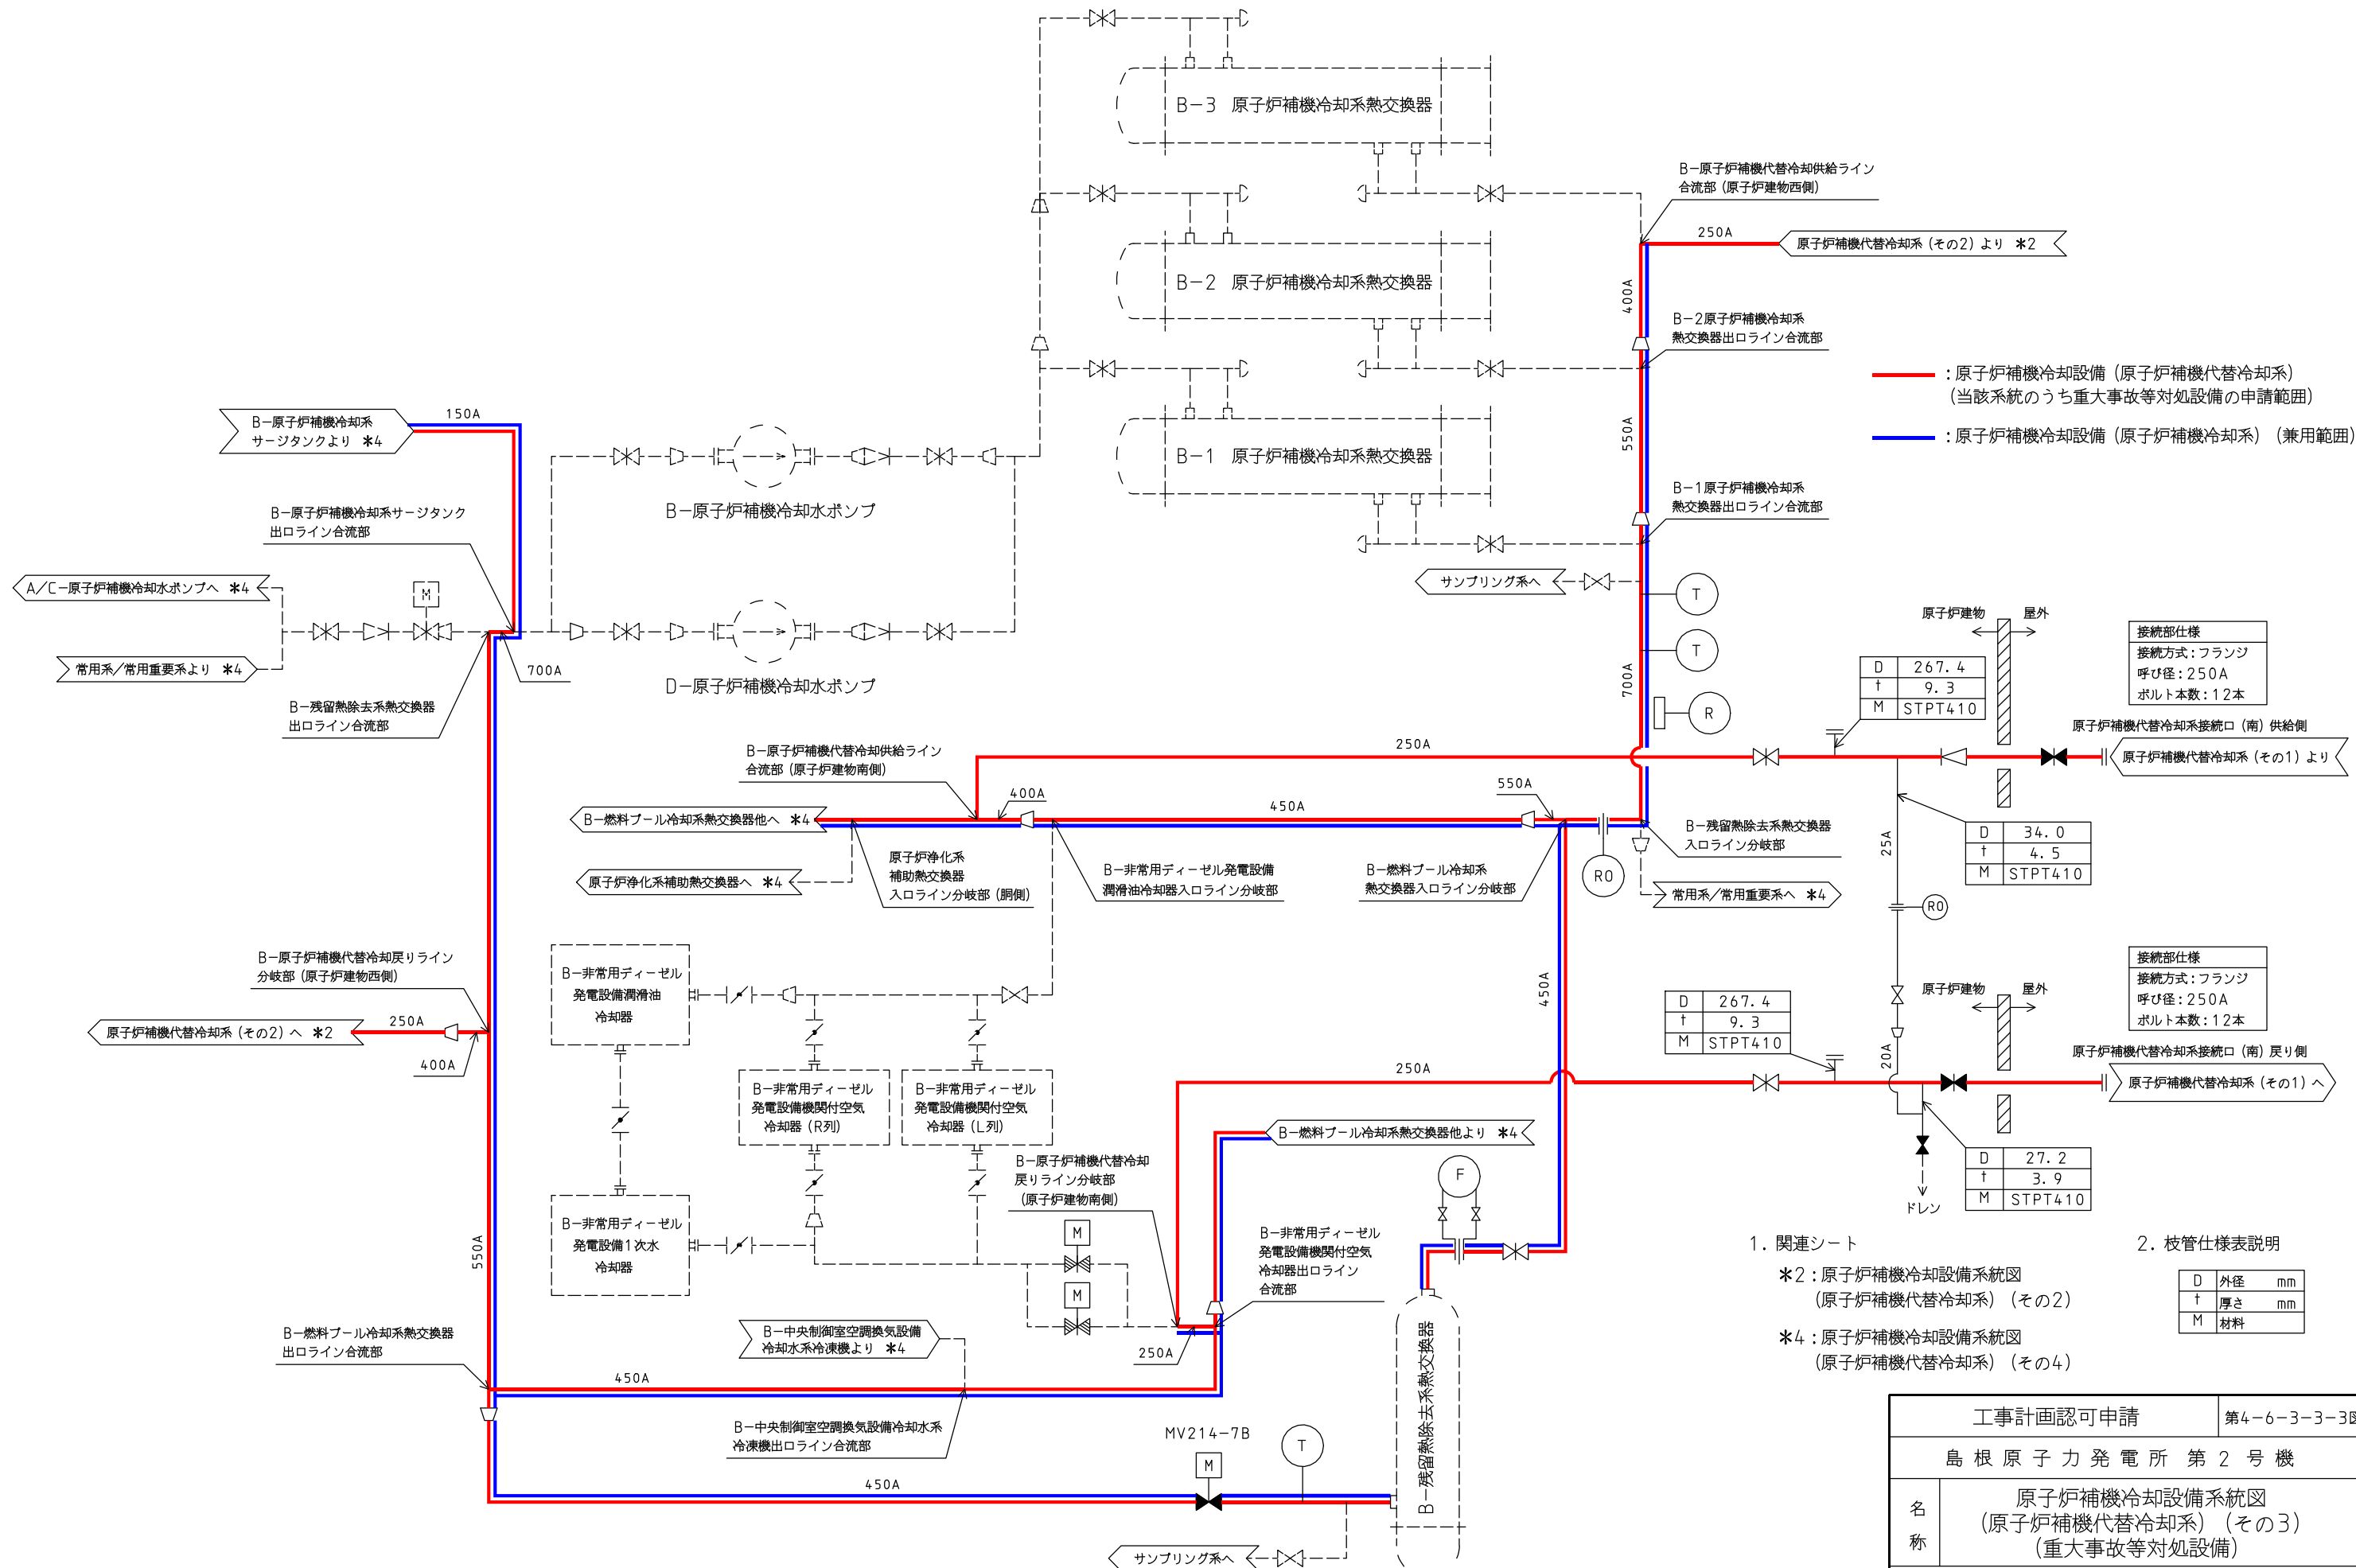 B-3 原子炉補機冷却系熱交換器
B-2 原子炉補機冷却系熱交換器
B-1 原子炉補機冷却系熱交換器
B-原子炉補機代替冷却供給ライン
合流部(原子炉建物西側)
250A
原子炉補機代替冷却系(その2)より *2
400A
B-2原子炉補機冷却系
熱交換器出口ライン合流部
550A
B-1原子炉補機冷却系
熱交換器出口ライン合流部
:原子炉補機冷却設備(原子炉補機代替冷却系)
(当該系統のうち重大事故等対処設備の申請範囲)
:原子炉補機冷却設備(原子炉補機冷却系)(兼用範囲)
B-原子炉補機冷却系
サージタンクより *4
150A
B-原子炉補機冷却系サージタンク
出口ライン合流部
A/C-原子炉補機冷却水ポンプへ *4
M
常用系/常用重要系より *4
700A
B-残留熱除去系熱交換器
出口ライン合流部
B-原子炉補機冷却水ポンプ
D-原子炉補機冷却水ポンプ
サンプリング系へ
T
T
700A
R
原子炉建物
屋外
D 267.4
t 9.3
M STPT410
接続部仕様
接続方式:フランジ
呼び径:250A
ボルト本数:12本
原子炉補機代替冷却系接続口(南)供給側
原子炉補機代替冷却系(その1)より
250A
B-原子炉補機代替冷却供給ライン
合流部(原子炉建物南側)
400A
450A
550A
B-燃料プール冷却系熱交換器他へ *4
原子炉浄化系補助熱交換器へ *4
原子炉浄化系
補助熱交換器
入口ライン分岐部(胴側)
B-非常用ディーゼル発電設備
潤滑油冷却器入口ライン分岐部
B-燃料プール冷却系
熱交換器入口ライン分岐部
RO
B-残留熱除去系熱交換器
入口ライン分岐部
常用系/常用重要系へ *4
25A
D 34.0
t 4.5
M STPT410
RO
B-原子炉補機代替冷却戻りライン
分岐部(原子炉建物西側)
原子炉補機代替冷却系(その2)へ *2
250A
400A
B-非常用ディーゼル
発電設備潤滑油
冷却器
B-非常用ディーゼル
発電設備機関付空気
冷却器(R列)
B-非常用ディーゼル
発電設備機関付空気
冷却器(L列)
B-非常用ディーゼル
発電設備1次水
冷却器
450A
D 267.4
t 9.3
M STPT410
20A
原子炉建物
屋外
接続部仕様
接続方式:フランジ
呼び径:250A
ボルト本数:12本
原子炉補機代替冷却系接続口(南)戻り側
原子炉補機代替冷却系(その1)へ
250A
B-燃料プール冷却系熱交換器他より *4
F
D 27.2
t 3.9
M STPT410
ドレン
B-原子炉補機代替冷却
戻りライン分岐部
(原子炉建物南側)
M
M
B-非常用ディーゼル
発電設備機関付空気
冷却器出口ライン
合流部
250A
550A
B-燃料プール冷却系熱交換器
出口ライン合流部
B-中央制御室空調換気設備
冷却水系冷凍機より *4
450A
B-中央制御室空調換気設備冷却水系
冷凍機出口ライン合流部
MV214-7B
M
T
450A
B-残留熱除去系熱交換器
サンプリング系へ
1.関連シート
*2:原子炉補機冷却設備系統図
(原子炉補機代替冷却系)(その2)
*4:原子炉補機冷却設備系統図
(原子炉補機代替冷却系)(その4)
2.枝管仕様表説明
D 外径 mm
t 厚さ mm
M 材料
工事計画認可申請 第4-6-3-3-3図
島根原子力発電所 第2号機
名称
原子炉補機冷却設備系統図
(原子炉補機代替冷却系)(その3)
(重大事故等対処設備)